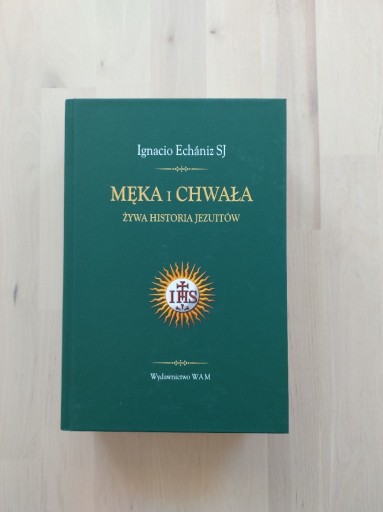 Ignacio Echániz SJ
MĘKA I CHWAŁA
ŻYWA HISTORIA JEZUITÓW
IHS
Wydawnictwo WAM